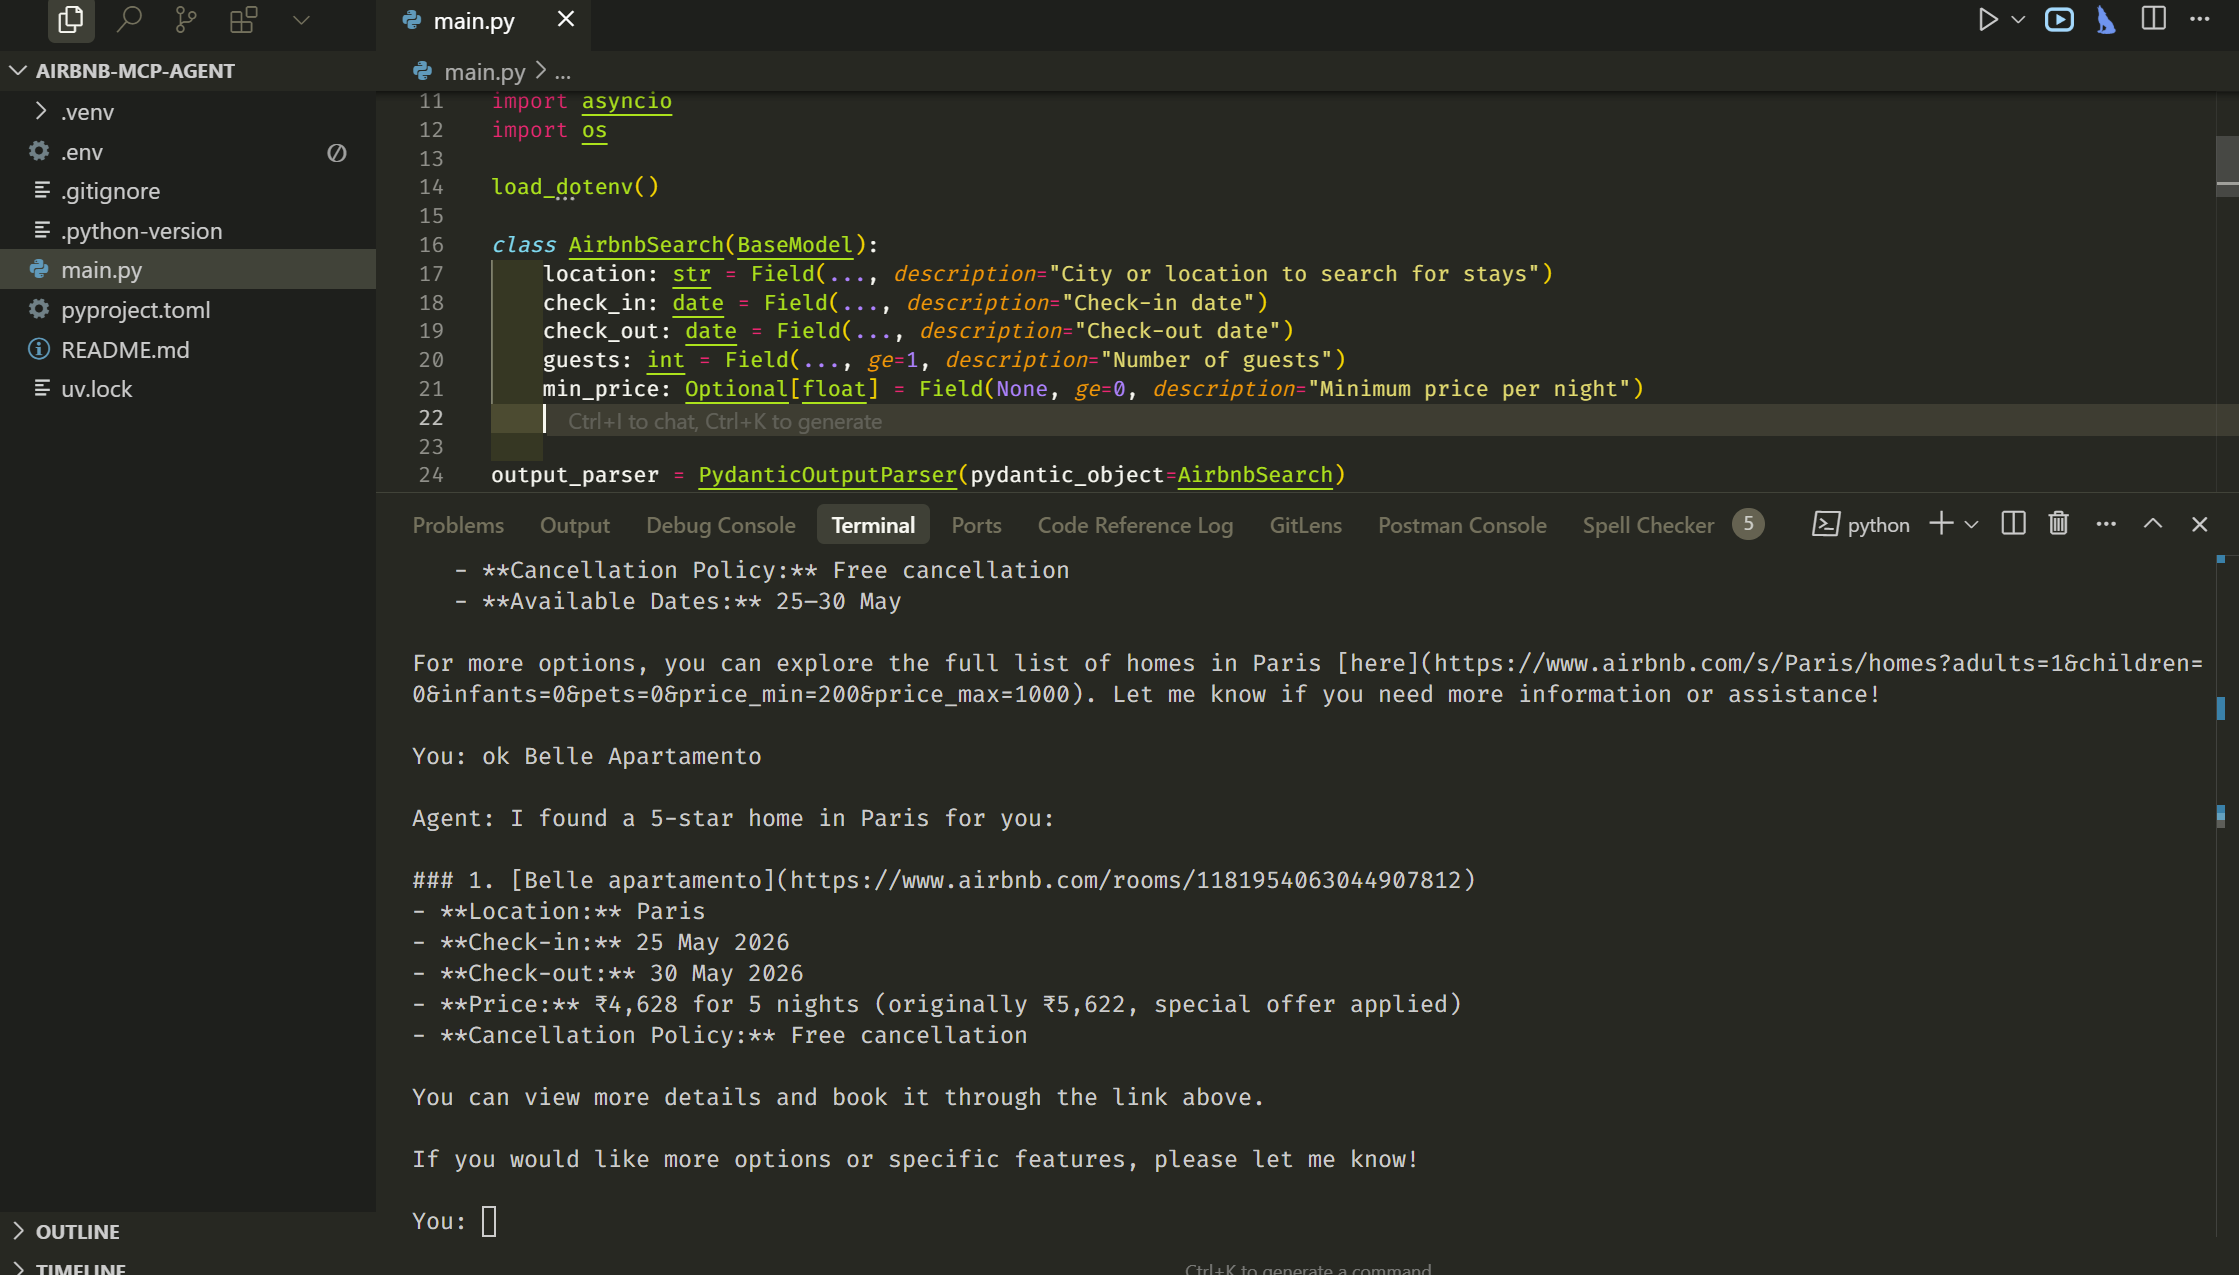 main.py
AIRBNB-MCP-AGENT
.venv
.env
.gitignore
.python-version
main.py
pyproject.toml
README.md
uv.lock
OUTLINE
TIMELINE
main.py > ...
11 import asyncio
12 import os
13
14 load_dotenv()
15
16 class AirbnbSearch(BaseModel):
17     location: str = Field(..., description="City or location to search for stays")
18     check_in: date = Field(..., description="Check-in date")
19     check_out: date = Field(..., description="Check-out date")
20     guests: int = Field(..., ge=1, description="Number of guests")
21     min_price: Optional[float] = Field(None, ge=0, description="Minimum price per night")
22     Ctrl+I to chat, Ctrl+K to generate
23
24 output_parser = PydanticOutputParser(pydantic_object=AirbnbSearch)
Problems Output Debug Console Terminal Ports Code Reference Log GitLens Postman Console Spell Checker 5 python
- **Cancellation Policy:** Free cancellation
- **Available Dates:** 25–30 May
For more options, you can explore the full list of homes in Paris [here](https://www.airbnb.com/s/Paris/homes?adults=1&children=
0&infants=0&pets=0&price_min=200&price_max=1000). Let me know if you need more information or assistance!
You: ok Belle Apartamento
Agent: I found a 5-star home in Paris for you:
### 1. [Belle apartamento](https://www.airbnb.com/rooms/1181954063044907812)
- **Location:** Paris
- **Check-in:** 25 May 2026
- **Check-out:** 30 May 2026
- **Price:** ₹4,628 for 5 nights (originally ₹5,622, special offer applied)
- **Cancellation Policy:** Free cancellation
You can view more details and book it through the link above.
If you would like more options or specific features, please let me know!
You:
Ctrl+K to generate a command